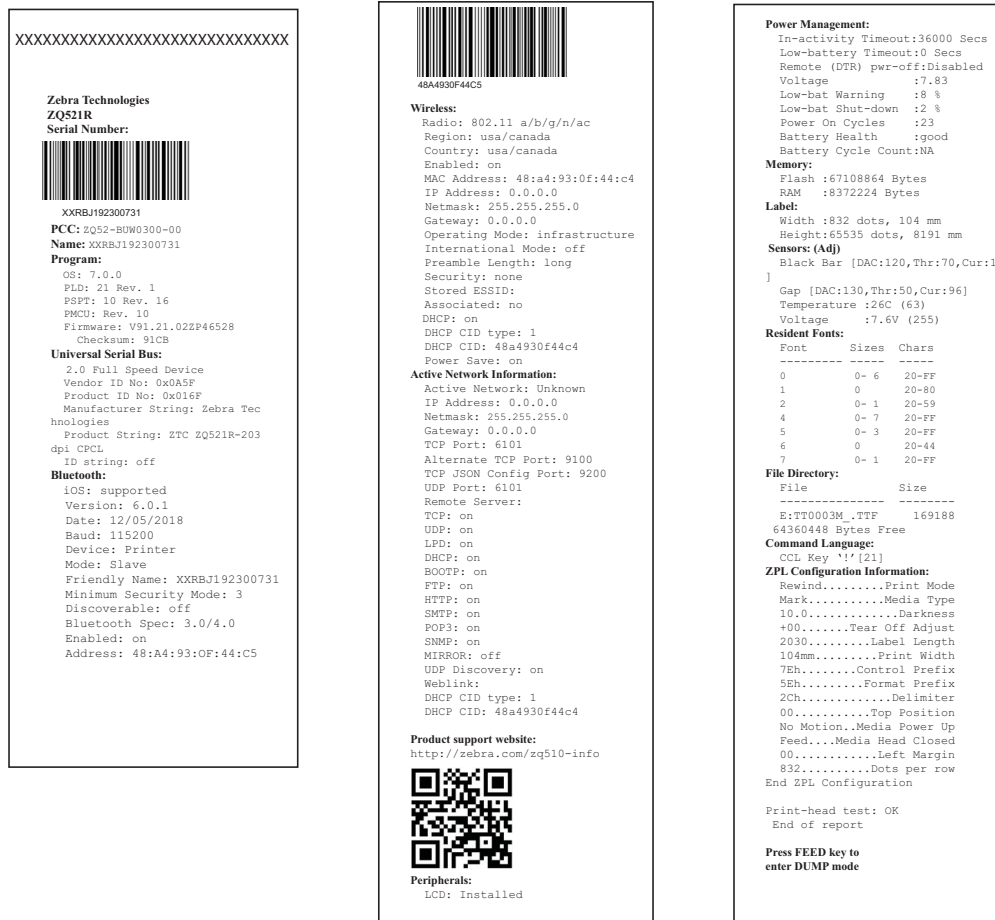 XXXXXXXXXXXXXXXXXXXXXXXXXXXXXX
Zebra Technologies
ZQ521R
Serial Number:
XXRBJ192300731
PCC: ZQ52-BUW0300-00
Name: XXRBJ192300731
Program:
OS: 7.0.0
PLD: 21 Rev. 1
PSPT: 10 Rev. 16
PMCU: Rev. 10
Firmware: V91.21.02ZP46528
Checksum: 91CB
Universal Serial Bus:
2.0 Full Speed Device
Vendor ID No: 0x0A5F
Product ID No: 0x016F
Manufacturer String: Zebra Tec
hnologies
Product String: ZTC ZQ521R-203
dpi CPCL
ID string: off
Bluetooth:
iOS: supported
Version: 6.0.1
Date: 12/05/2018
Baud: 115200
Device: Printer
Mode: Slave
Friendly Name: XXRBJ192300731
Minimum Security Mode: 3
Discoverable: off
Bluetooth Spec: 3.0/4.0
Enabled: on
Address: 48:A4:93:OF:44:C5
48A4930F44C5
Wireless:
Radio: 802.11 a/b/g/n/ac
Region: usa/canada
Country: usa/canada
Enabled: on
MAC Address: 48:a4:93:0f:44:c4
IP Address: 0.0.0.0
Netmask: 255.255.255.0
Gateway: 0.0.0.0
Operating Mode: infrastructure
International Mode: off
Preamble Length: long
Security: none
Stored ESSID:
Associated: no
DHCP: on
DHCP CID type: 1
DHCP CID: 48a4930f44c4
Power Save: on
Active Network Information:
Active Network: Unknown
IP Address: 0.0.0.0
Netmask: 255.255.255.0
Gateway: 0.0.0.0
TCP Port: 6101
Alternate TCP Port: 9100
TCP JSON Config Port: 9200
UDP Port: 6101
Remote Server:
TCP: on
UDP: on
LPD: on
DHCP: on
BOOTP: on
FTP: on
HTTP: on
SMTP: on
POP3: on
SNMP: on
MIRROR: off
UDP Discovery: on
Weblink:
DHCP CID type: 1
DHCP CID: 48a4930f44c4
Product support website:
http://zebra.com/zq510-info
Peripherals:
LCD: Installed
Power Management:
In-activity Timeout:36000 Secs
Low-battery Timeout:0 Secs
Remote (DTR) pwr-off:Disabled
Voltage :7.83
Low-bat Warning :8 %
Low-bat Shut-down :2 %
Power On Cycles :23
Battery Health :good
Battery Cycle Count:NA
Memory:
Flash :67108864 Bytes
RAM :8372224 Bytes
Label:
Width :832 dots, 104 mm
Height:65535 dots, 8191 mm
Sensors: (Adj)
Black Bar [DAC:120,Thr:70,Cur:1
]
Gap [DAC:130,Thr:50,Cur:96]
Temperature :26C (63)
Voltage :7.6V (255)
Resident Fonts:
Font Sizes Chars
--------- ----- -----
0 0- 6 20-FF
1 0 20-80
2 0- 1 20-59
4 0- 7 20-FF
5 0- 3 20-FF
6 0 20-44
7 0- 1 20-FF
File Directory:
File Size
--------------- --------
E:TT0003M_.TTF 169188
64360448 Bytes Free
Command Language:
CCL Key ‘!’[21]
ZPL Configuration Information:
Rewind.........Print Mode
Mark...........Media Type
10.0.............Darkness
+00.......Tear Off Adjust
2030.........Label Length
104mm.........Print Width
7Eh........Control Prefix
5Eh.........Format Prefix
2Ch.............Delimiter
00...........Top Position
No Motion..Media Power Up
Feed....Media Head Closed
00............Left Margin
832..........Dots per row
End ZPL Configuration
Print-head test: OK
End of report
Press FEED key to
enter DUMP mode